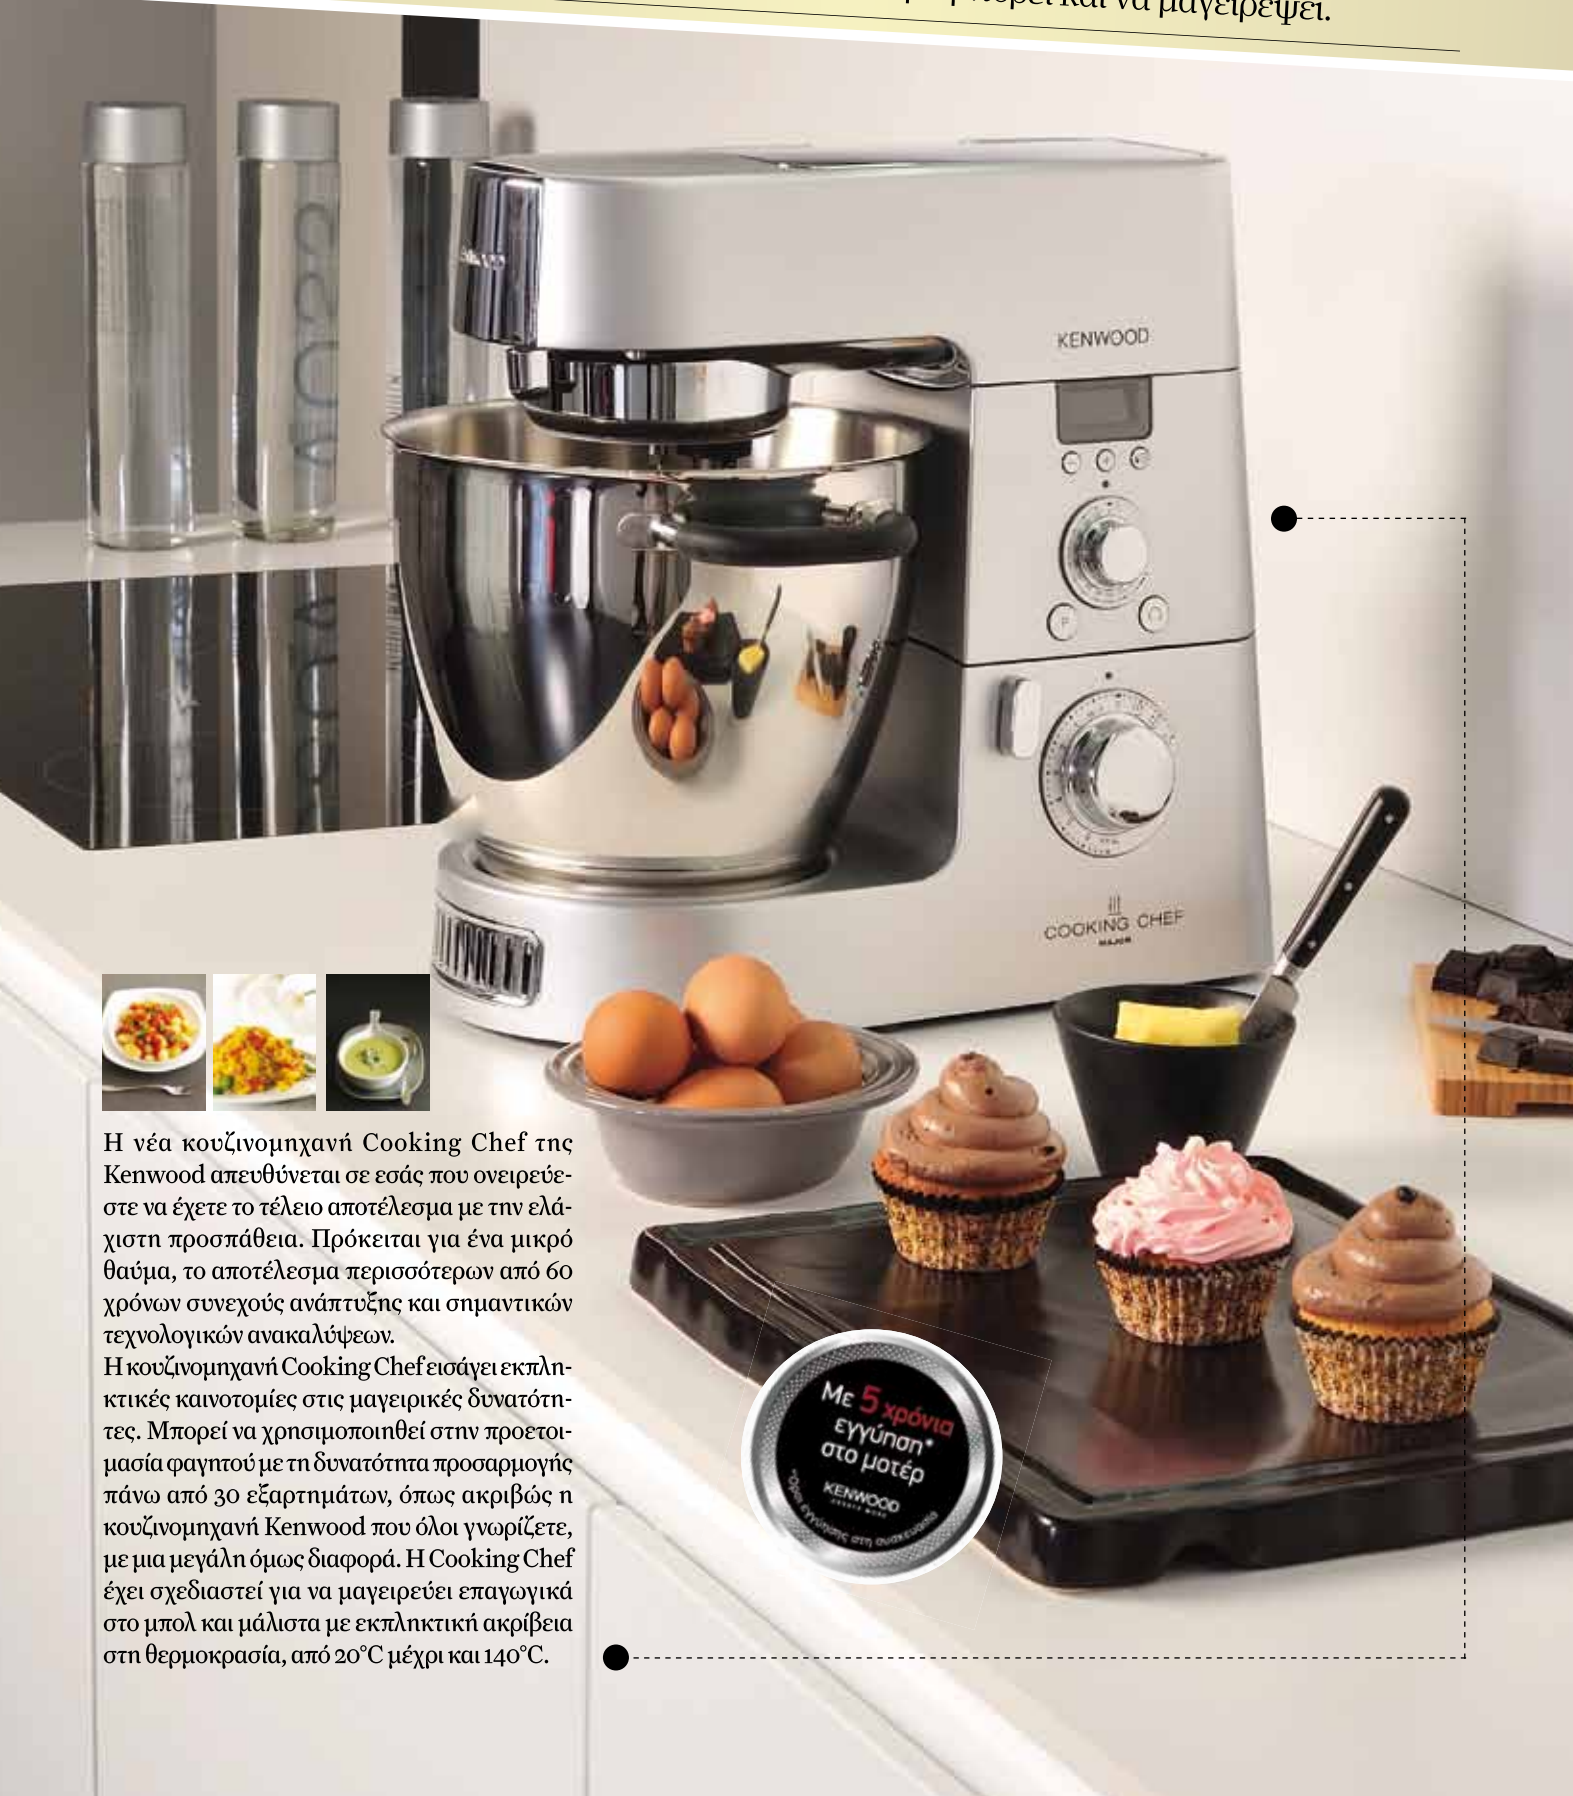 και να μαγειρέψει.
KENWOOD
COOKING CHEF
MAJOR
Η νέα κουζινομηχανή Cooking Chef της
Kenwood απευθύνεται σε εσάς που ονειρεύε-
στε να έχετε το τέλειο αποτέλεσμα με την ελά-
χιστη προσπάθεια. Πρόκειται για ένα μικρό
θαύμα, το αποτέλεσμα περισσότερων από 60
χρόνων συνεχούς ανάπτυξης και σημαντικών
τεχνολογικών ανακαλύψεων.
Η κουζινομηχανή Cooking Chef εισάγει εκπλη-
κτικές καινοτομίες στις μαγειρικές δυνατότη-
τες. Μπορεί να χρησιμοποιηθεί στην προετοι-
μασία φαγητού με τη δυνατότητα προσαρμογής
πάνω από 30 εξαρτημάτων, όπως ακριβώς η
κουζινομηχανή Kenwood που όλοι γνωρίζετε,
με μια μεγάλη όμως διαφορά. Η Cooking Chef
έχει σχεδιαστεί για να μαγειρεύει επαγωγικά
στο μπολ και μάλιστα με εκπληκτική ακρίβεια
στη θερμοκρασία, από 20°C μέχρι και 140°C.
Με 5 χρόνια
εγγύηση*
στο μοτέρ
KENWOOD
*Όροι εγγύησης στη συσκευασία